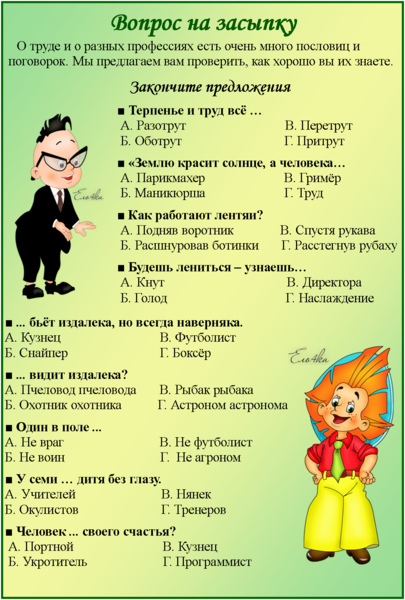 Вопрос на засыпку
О труде и о разных профессиях есть очень много пословиц и
поговорок. Мы предлагаем вам проверить, как хорошо вы их знаете.
Закончите предложения
■ Терпенье и труд всё …
А. Разотрут В. Перетрут
Б. Оботрут Г. Притрут
■ «Землю красит солнце, а человека…
А. Парикмахер В. Гримёр
Б. Маникюрша Г. Труд
■ Как работают лентяи?
А. Подняв воротник В. Спустя рукава
Б. Расшнуровав ботинки Г. Расстегнув рубаху
■ Будешь лениться – узнаешь…
А. Кнут В. Директора
Б. Голод Г. Наслаждение
■ ... бьёт издалека, но всегда наверняка.
А. Кузнец В. Футболист
Б. Снайпер Г. Боксёр
■ ... видит издалека?
А. Пчеловод пчеловода В. Рыбак рыбака
Б. Охотник охотника Г. Астроном астронома
■ Один в поле ...
А. Не враг В. Не футболист
Б. Не воин Г. Не агроном
■ У семи … дитя без глазу.
А. Учителей В. Нянек
Б. Окулистов Г. Тренеров
■ Человек ... своего счастья?
А. Портной В. Кузнец
Б. Укротитель Г. Программист
Ело4ка
Ело4ка